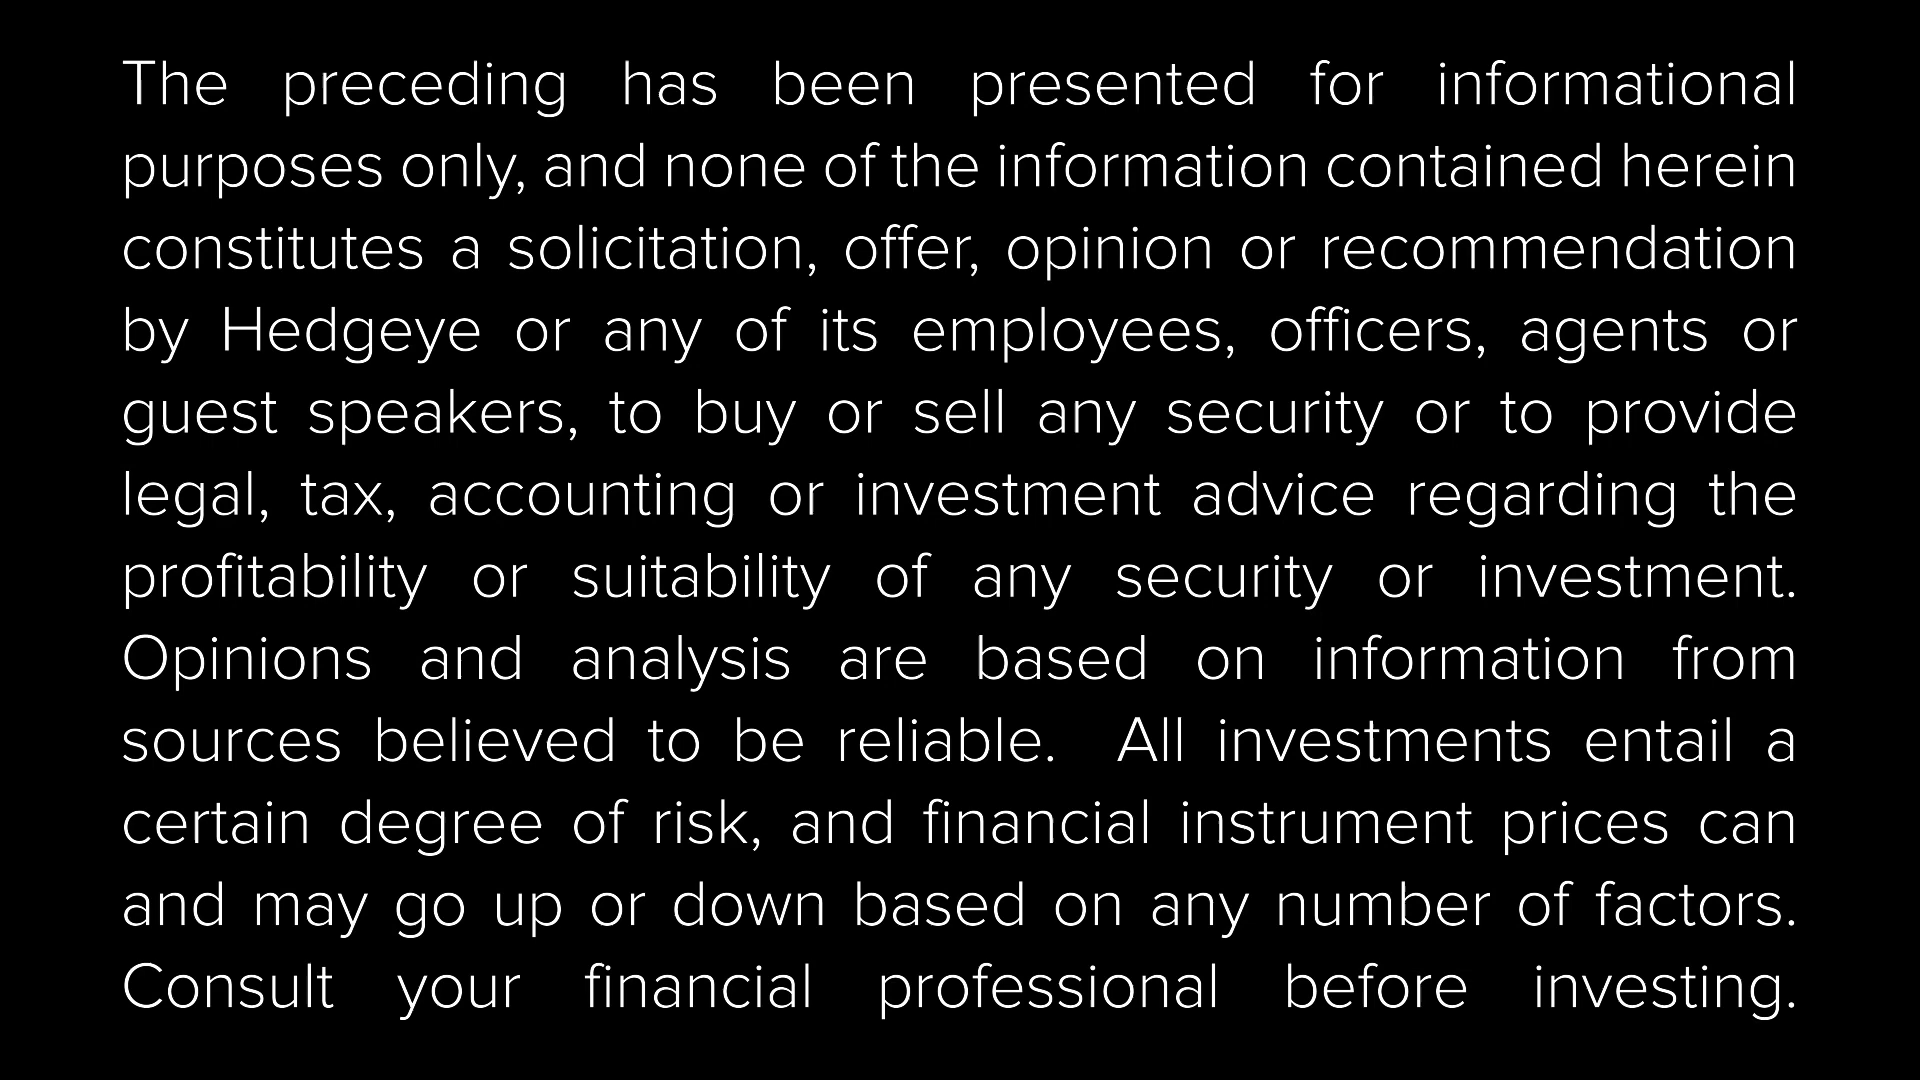 The preceding has been presented for informational
purposes only, and none of the information contained herein
constitutes a solicitation, offer, opinion or recommendation
by Hedgeye or any of its employees, officers, agents or
guest speakers, to buy or sell any security or to provide
legal, tax, accounting or investment advice regarding the
profitability or suitability of any security or investment.
Opinions and analysis are based on information from
sources believed to be reliable.  All investments entail a
certain degree of risk, and financial instrument prices can
and may go up or down based on any number of factors.
Consult your financial professional before investing.